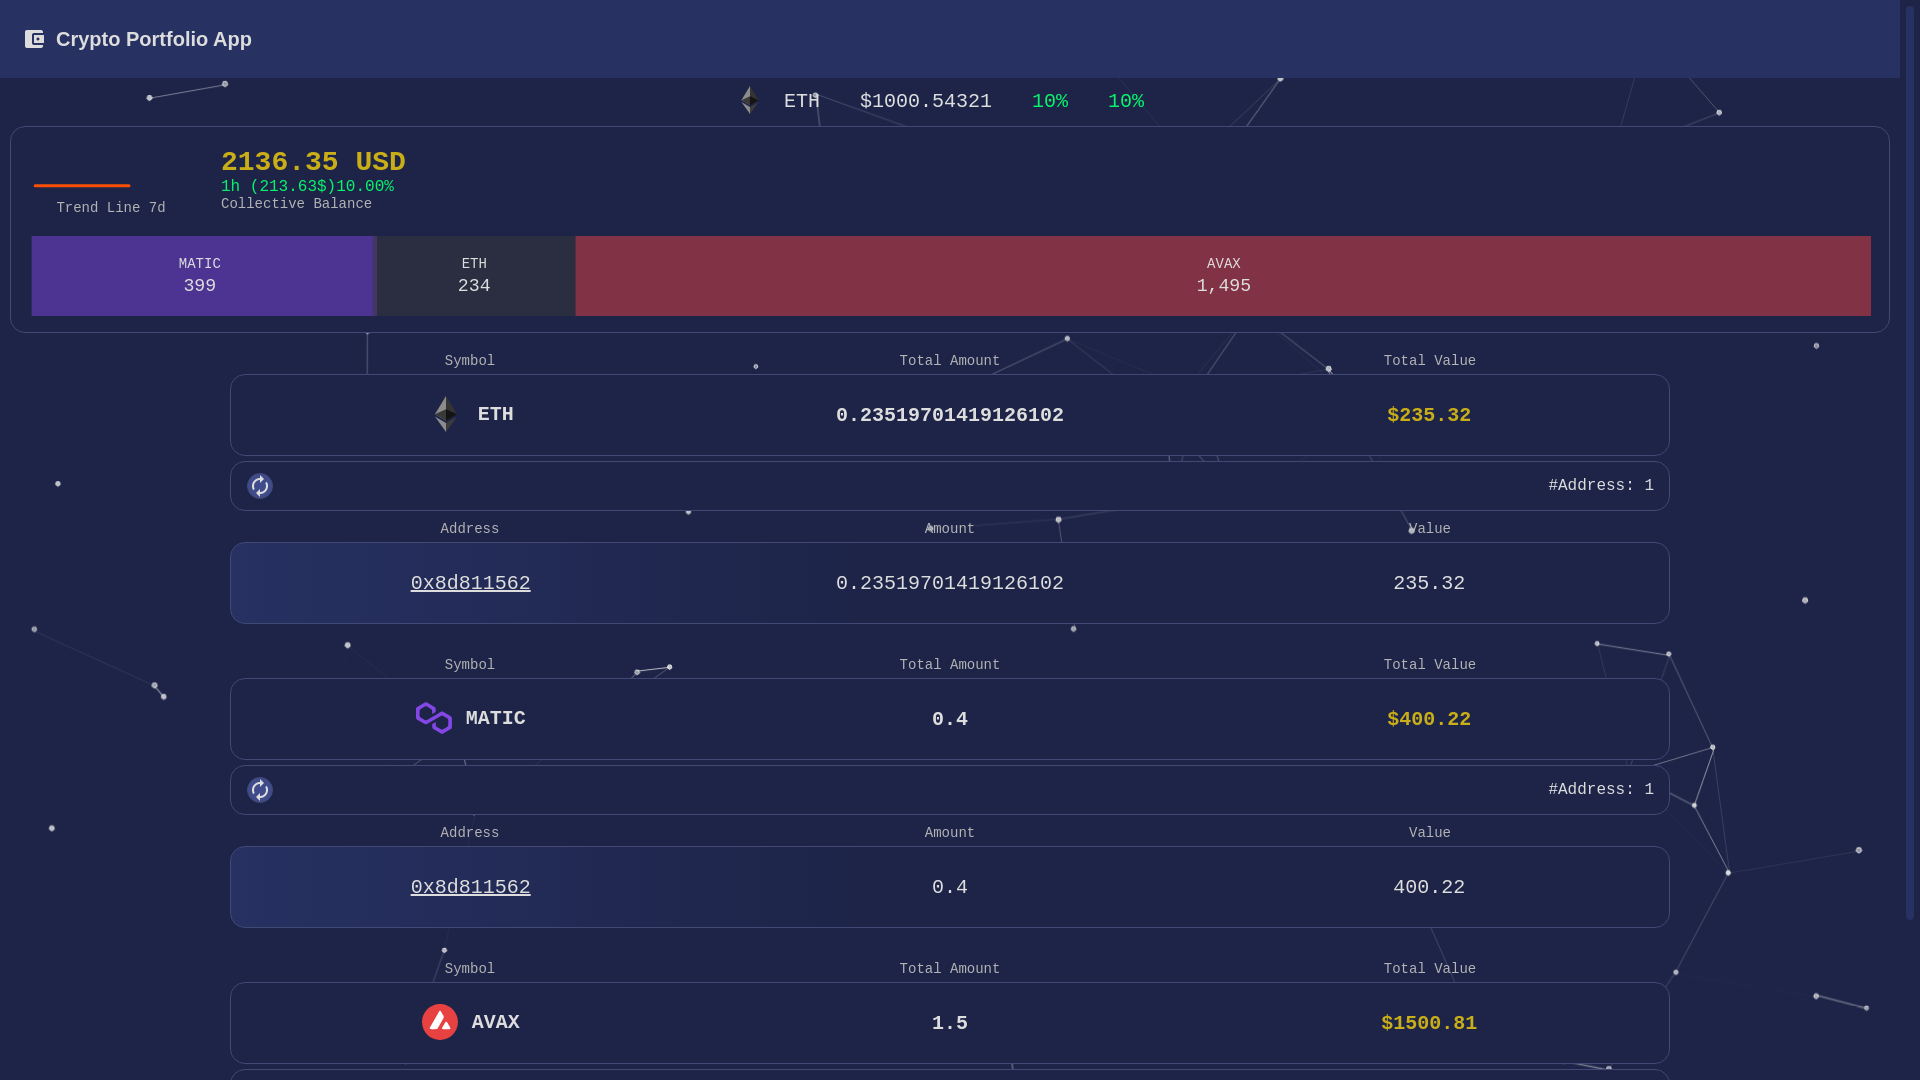 Crypto Portfolio App
ETH $1000.54321 10% 10%
2136.35 USD
1h (213.63$)10.00%
Collective Balance
Trend Line 7d
MATIC
399
ETH
234
AVAX
1,495
Symbol Total Amount Total Value
ETH 0.23519701419126102 $235.32
#Address: 1
Address Amount Value
0x8d811562 0.23519701419126102 235.32
Symbol Total Amount Total Value
MATIC 0.4 $400.22
#Address: 1
Address Amount Value
0x8d811562 0.4 400.22
Symbol Total Amount Total Value
AVAX 1.5 $1500.81